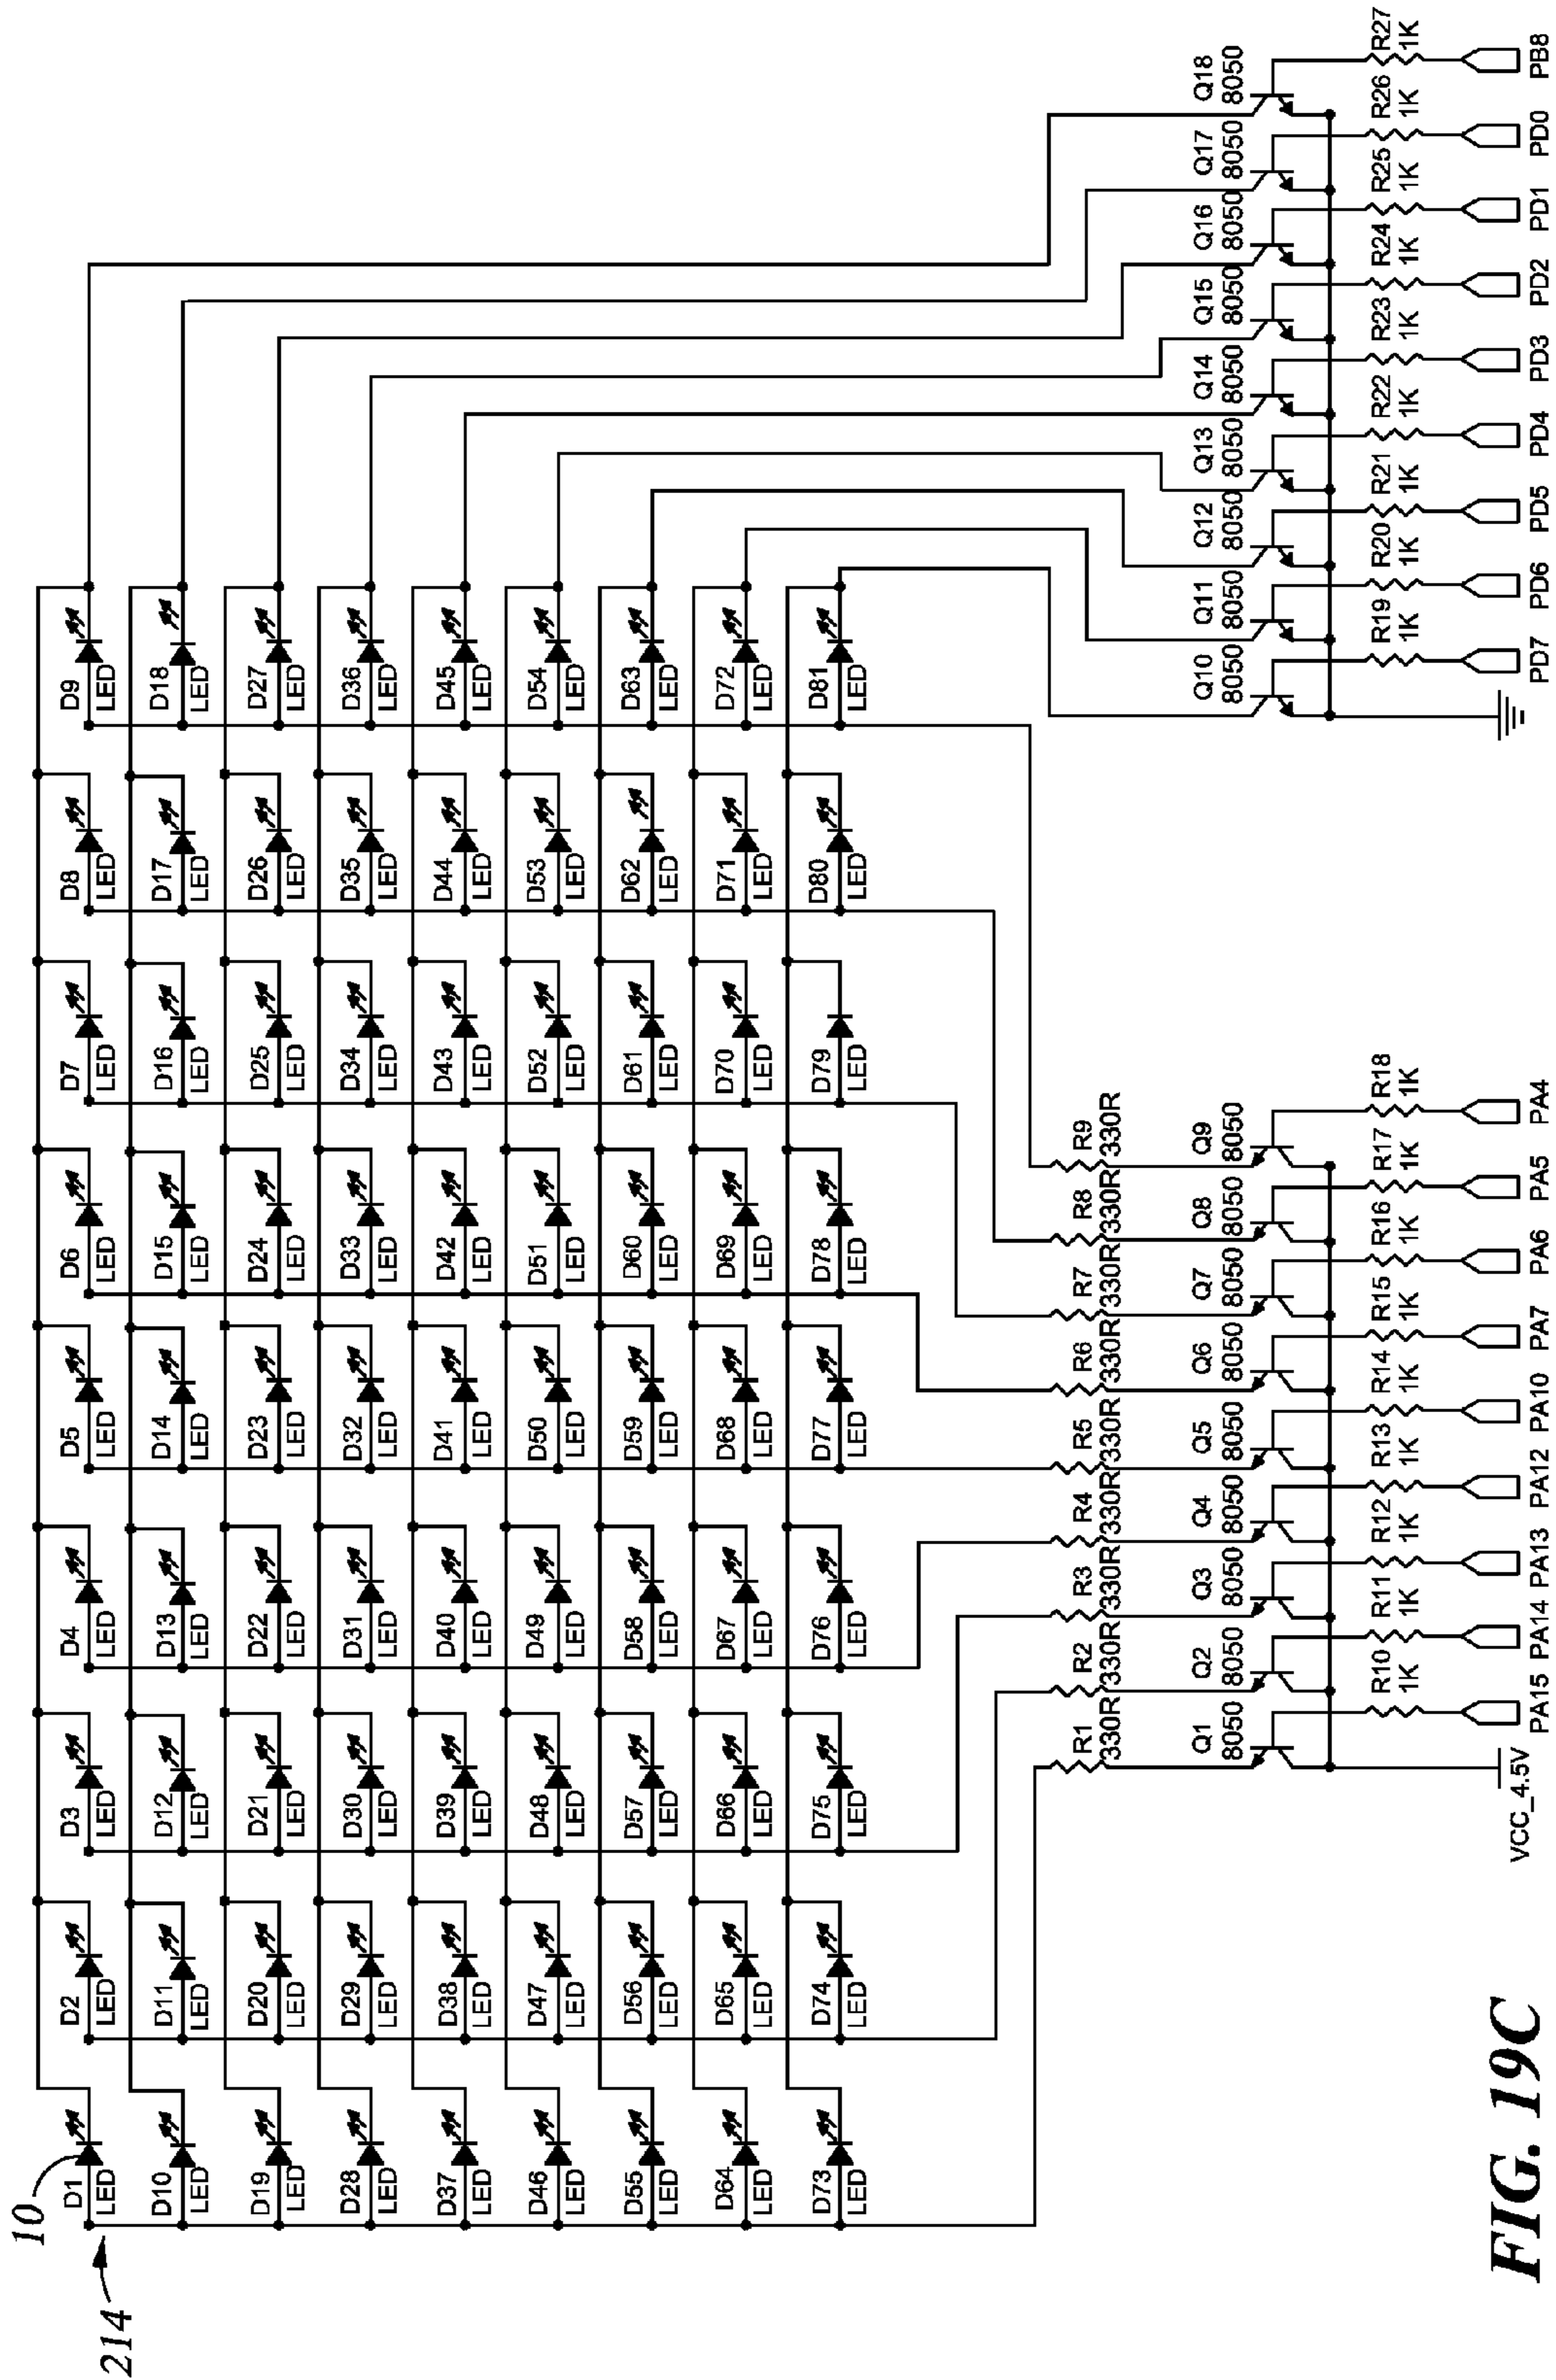 10
214
D1 D2 D3 D4 D5 D6 D7 D8 D9
LED LED LED LED LED LED LED LED LED
D10 D11 D12 D13 D14 D15 D16 D17 D18
LED LED LED LED LED LED LED LED LED
D19 D20 D21 D22 D23 D24 D25 D26 D27
LED LED LED LED LED LED LED LED LED
D28 D29 D30 D31 D32 D33 D34 D35 D36
LED LED LED LED LED LED LED LED LED
D37 D38 D39 D40 D41 D42 D43 D44 D45
LED LED LED LED LED LED LED LED LED
D46 D47 D48 D49 D50 D51 D52 D53 D54
LED LED LED LED LED LED LED LED LED
D55 D56 D57 D58 D59 D60 D61 D62 D63
LED LED LED LED LED LED LED LED LED
D64 D65 D66 D67 D68 D69 D70 D71 D72
LED LED LED LED LED LED LED LED LED
D73 D74 D75 D76 D77 D78 D79 D80 D81
LED LED LED LED LED LED LED LED LED
R1 R2 R3 R4 R5 R6 R7 R8 R9
330R 330R 330R 330R 330R 330R 330R 330R 330R
Q1 Q2 Q3 Q4 Q5 Q6 Q7 Q8 Q9
8050 8050 8050 8050 8050 8050 8050 8050 8050
R10 R11 R12 R13 R14 R15 R16 R17 R18
1K 1K 1K 1K 1K 1K 1K 1K 1K
VCC_4.5V
PA15 PA14 PA13 PA12 PA10 PA7 PA6 PA5 PA4
Q10 Q11 Q12 Q13 Q14 Q15 Q16 Q17 Q18
8050 8050 8050 8050 8050 8050 8050 8050 8050
R19 R20 R21 R22 R23 R24 R25 R26 R27
1K 1K 1K 1K 1K 1K 1K 1K 1K
PD7 PD6 PD5 PD4 PD3 PD2 PD1 PD0 PB8
FIG. 19C